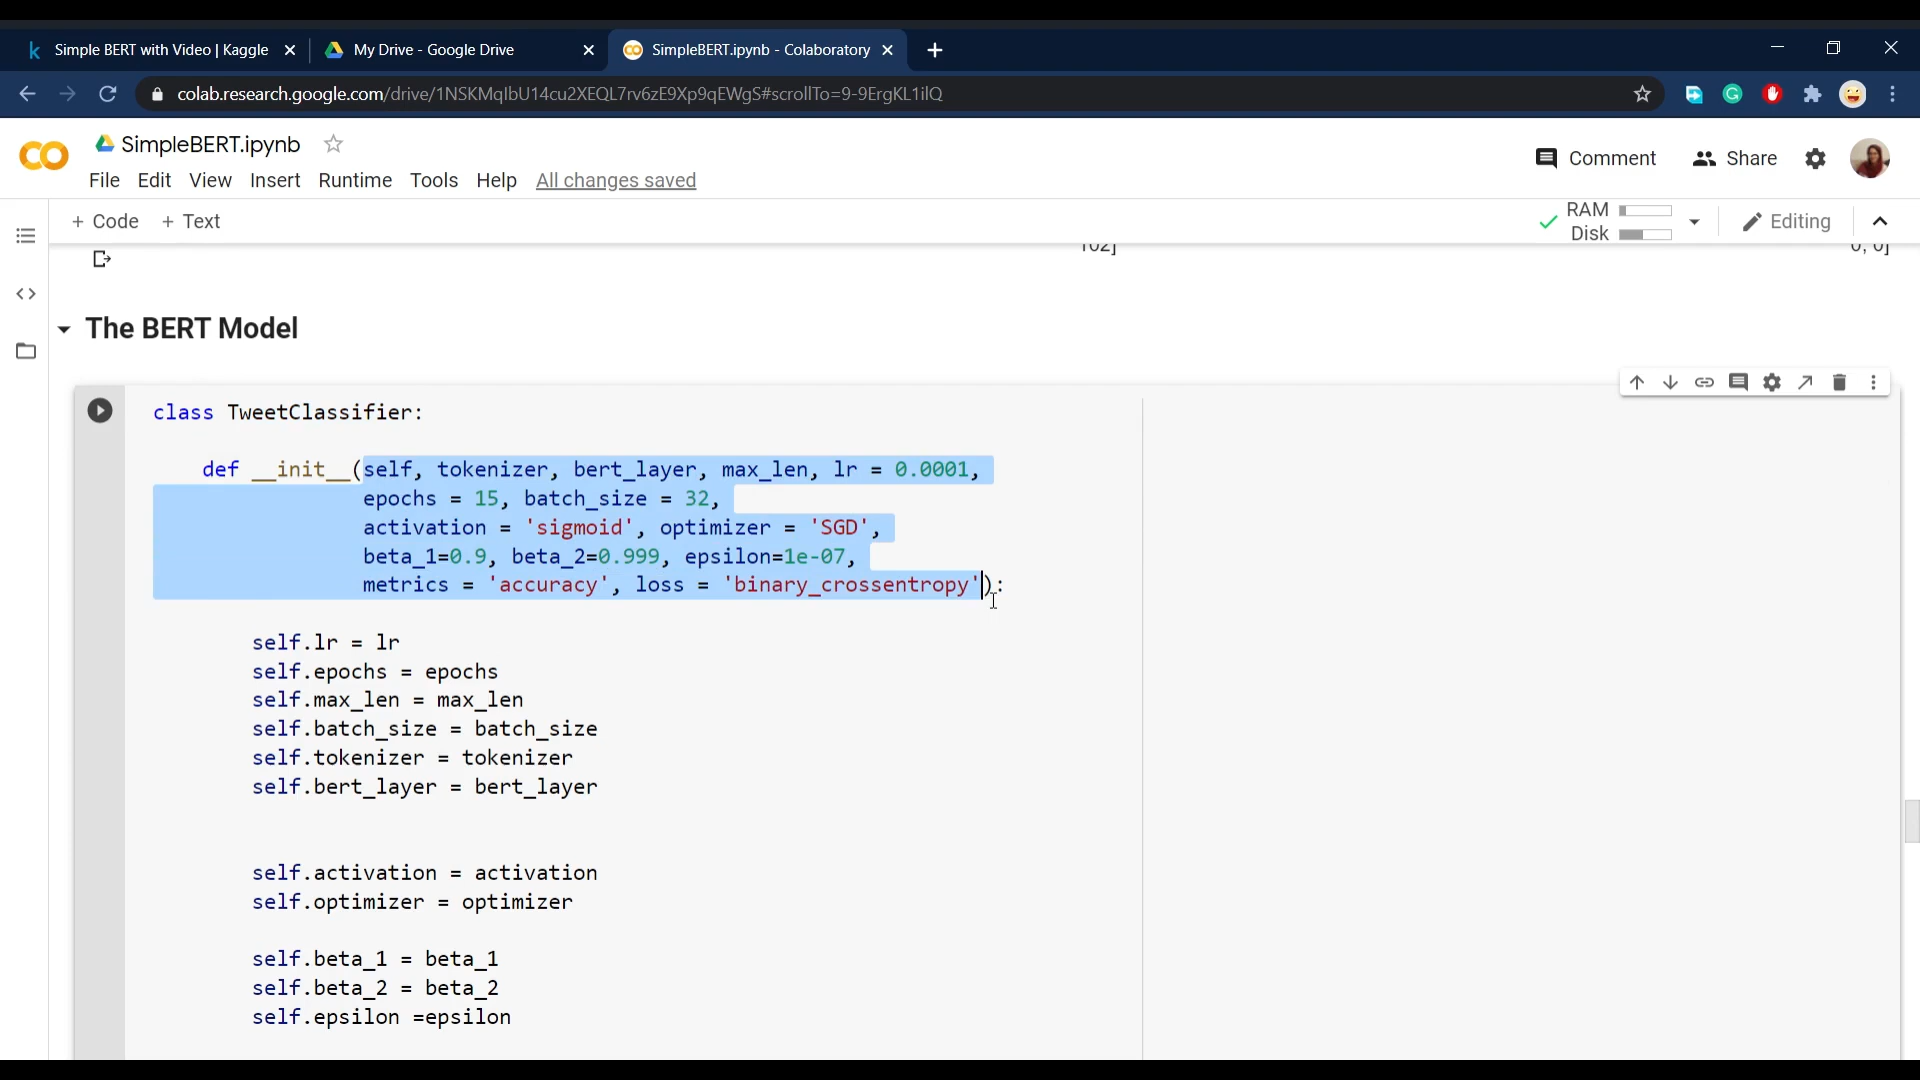 Simple BERT with Video | Kaggle
My Drive - Google Drive
SimpleBERT.ipynb - Colaboratory
colab.research.google.com/drive/1NSKMqIbU14cu2XEQL7rv6zE9Xp9qEWgS#scrollTo=9-9ErgKL1ilQ
SimpleBERT.ipynb
Comment
Share
File Edit View Insert Runtime Tools Help All changes saved
+ Code + Text
RAM
Disk
Editing
102]
0, 0]
The BERT Model
class TweetClassifier:
def __init__(self, tokenizer, bert_layer, max_len, lr = 0.0001,
epochs = 15, batch_size = 32,
activation = 'sigmoid', optimizer = 'SGD',
beta_1=0.9, beta_2=0.999, epsilon=1e-07,
metrics = 'accuracy', loss = 'binary_crossentropy'):
self.lr = lr
self.epochs = epochs
self.max_len = max_len
self.batch_size = batch_size
self.tokenizer = tokenizer
self.bert_layer = bert_layer
self.activation = activation
self.optimizer = optimizer
self.beta_1 = beta_1
self.beta_2 = beta_2
self.epsilon =epsilon